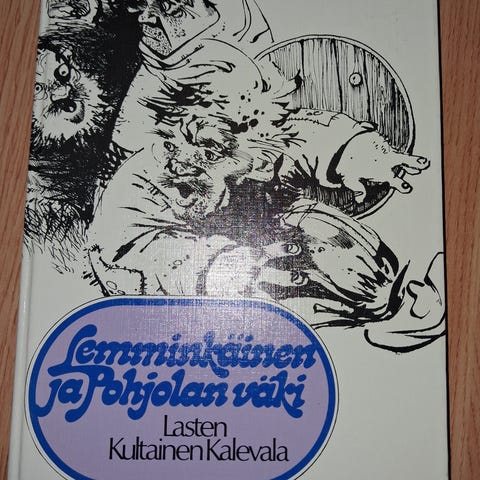 Lemminkäinen
ja Pohjolan väki
Lasten
Kultainen Kalevala